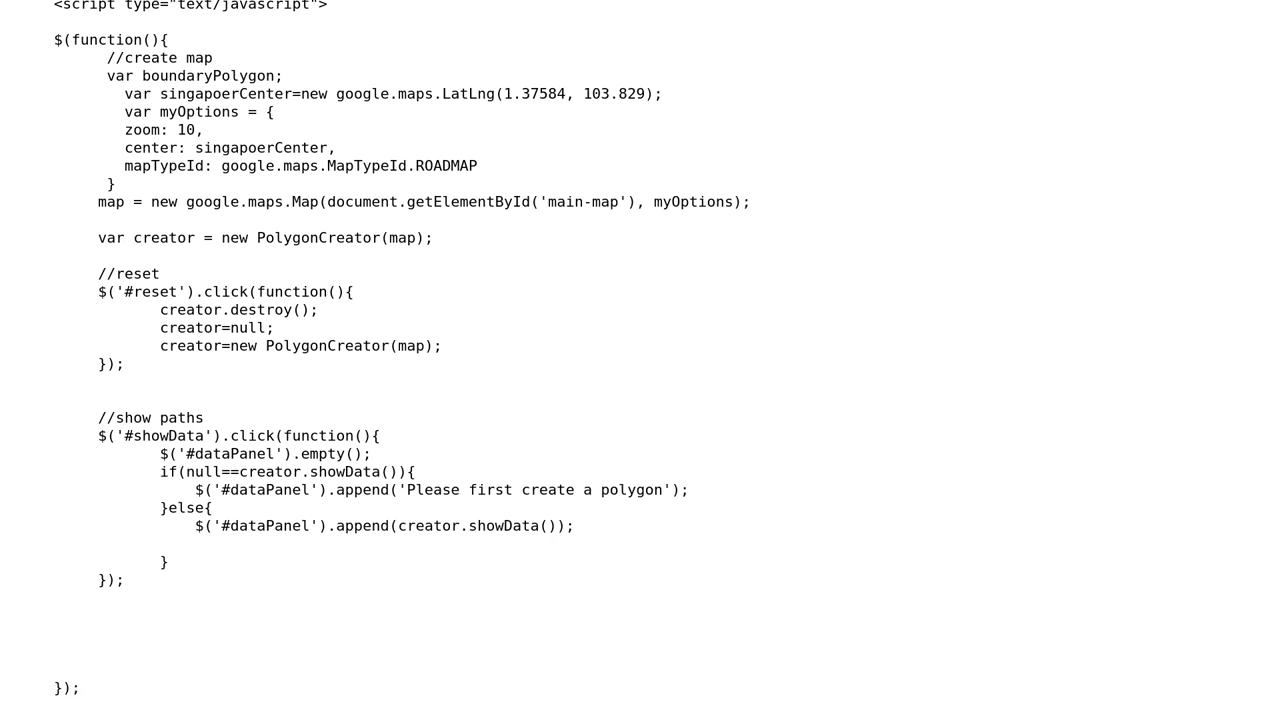 <script type="text/javascript">
$(function(){
//create map
var boundaryPolygon;
var singapoerCenter=new google.maps.LatLng(1.37584, 103.829);
var myOptions = {
zoom: 10,
center: singapoerCenter,
mapTypeId: google.maps.MapTypeId.ROADMAP
}
map = new google.maps.Map(document.getElementById('main-map'), myOptions);
var creator = new PolygonCreator(map);
//reset
$('#reset').click(function(){
creator.destroy();
creator=null;
creator=new PolygonCreator(map);
});
//show paths
$('#showData').click(function(){
$('#dataPanel').empty();
if(null==creator.showData()){
$('#dataPanel').append('Please first create a polygon');
}else{
$('#dataPanel').append(creator.showData());
}
});
});